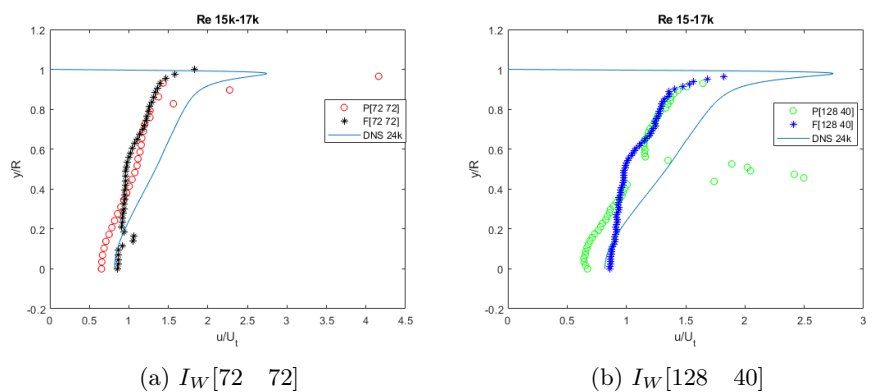 Re 15k-17k
1.2
1
0.8
0.6
0.4
0.2
0
-0.2
y/R
0 0.5 1 1.5 2 2.5 3 3.5 4 4.5
u/U_t
P[72 72]
F[72 72]
DNS 24k
(a) I_W[72 72]
Re 15-17k
1.2
1
0.8
0.6
0.4
0.2
0
-0.2
y/R
0 0.5 1 1.5 2 2.5 3
u/U_t
P[128 40]
F[128 40]
DNS 24k
(b) I_W[128 40]